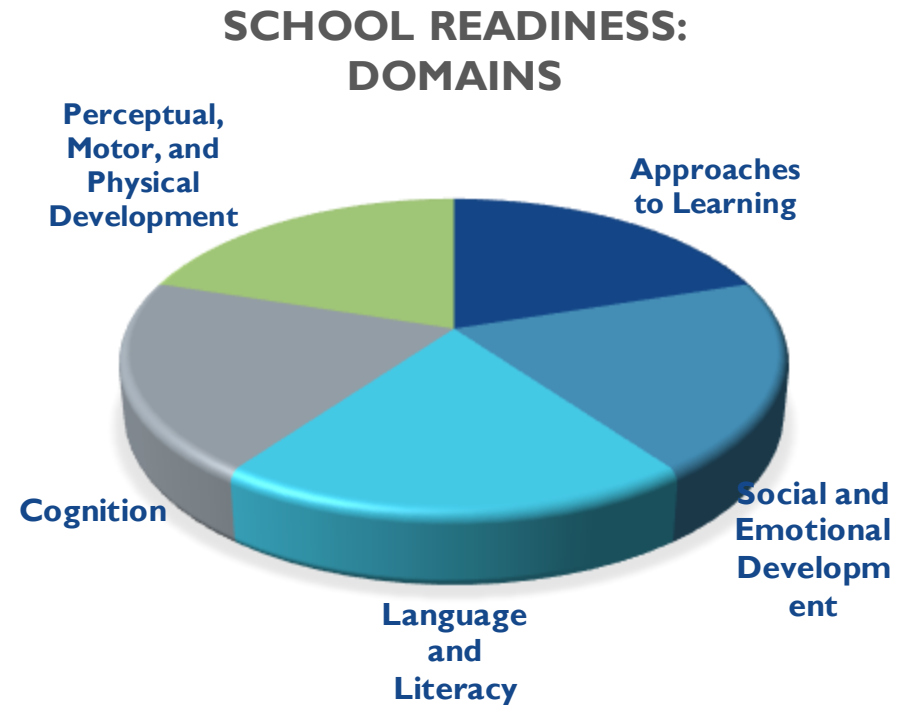 SCHOOL READINESS:
DOMAINS
Perceptual,
Motor, and
Physical
Development
Approaches
to Learning
Cognition
Social and
Emotional
Developm
ent
Language
and
Literacy